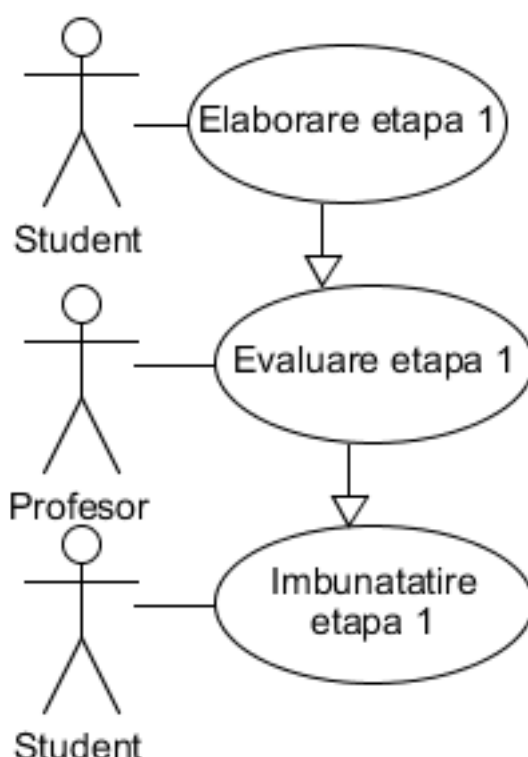 Elaborare etapa 1
Student
Evaluare etapa 1
Profesor
Imbunatatire
etapa 1
Student